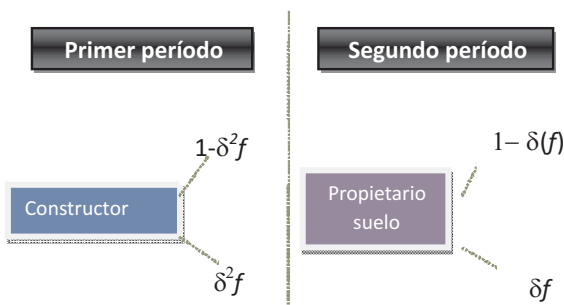 Primer período
Segundo período
1-δ²f
1– δ(f)
Constructor
Propietario
suelo
δ²f
δf